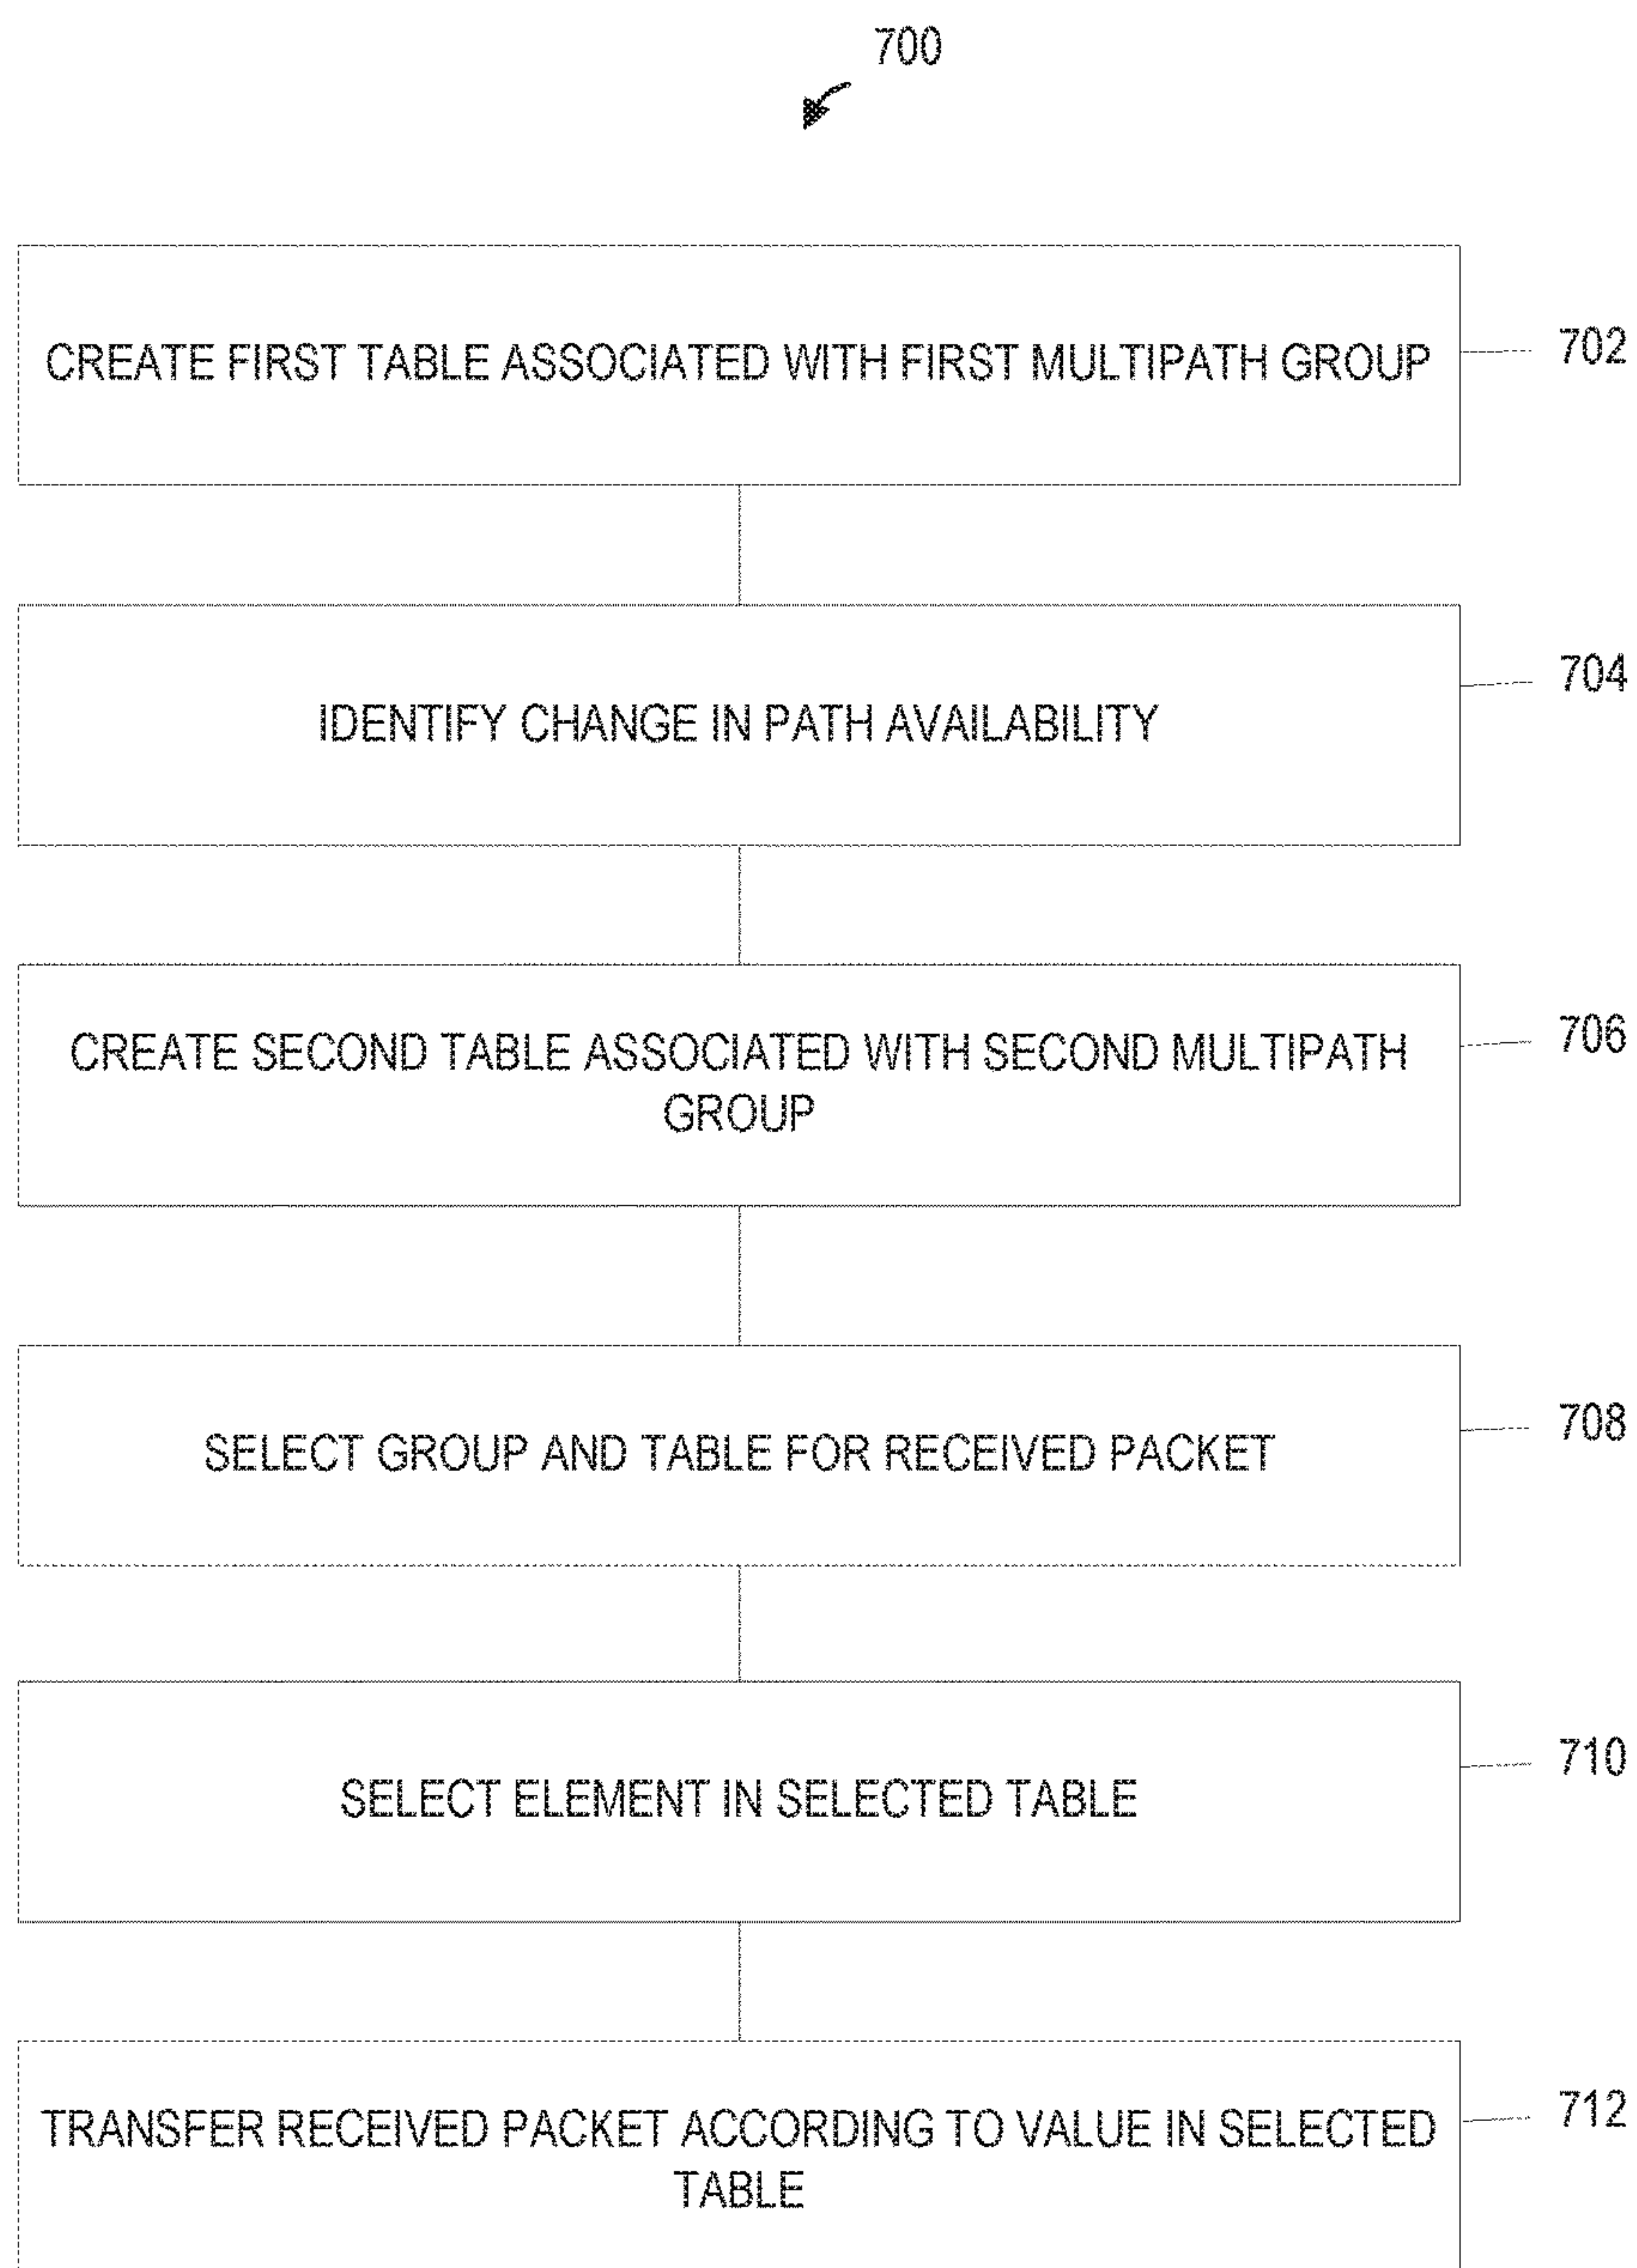 700
CREATE FIRST TABLE ASSOCIATED WITH FIRST MULTIPATH GROUP
702
IDENTIFY CHANGE IN PATH AVAILABILITY
704
CREATE SECOND TABLE ASSOCIATED WITH SECOND MULTIPATH
GROUP
706
SELECT GROUP AND TABLE FOR RECEIVED PACKET
708
SELECT ELEMENT IN SELECTED TABLE
710
TRANSFER RECEIVED PACKET ACCORDING TO VALUE IN SELECTED
TABLE
712